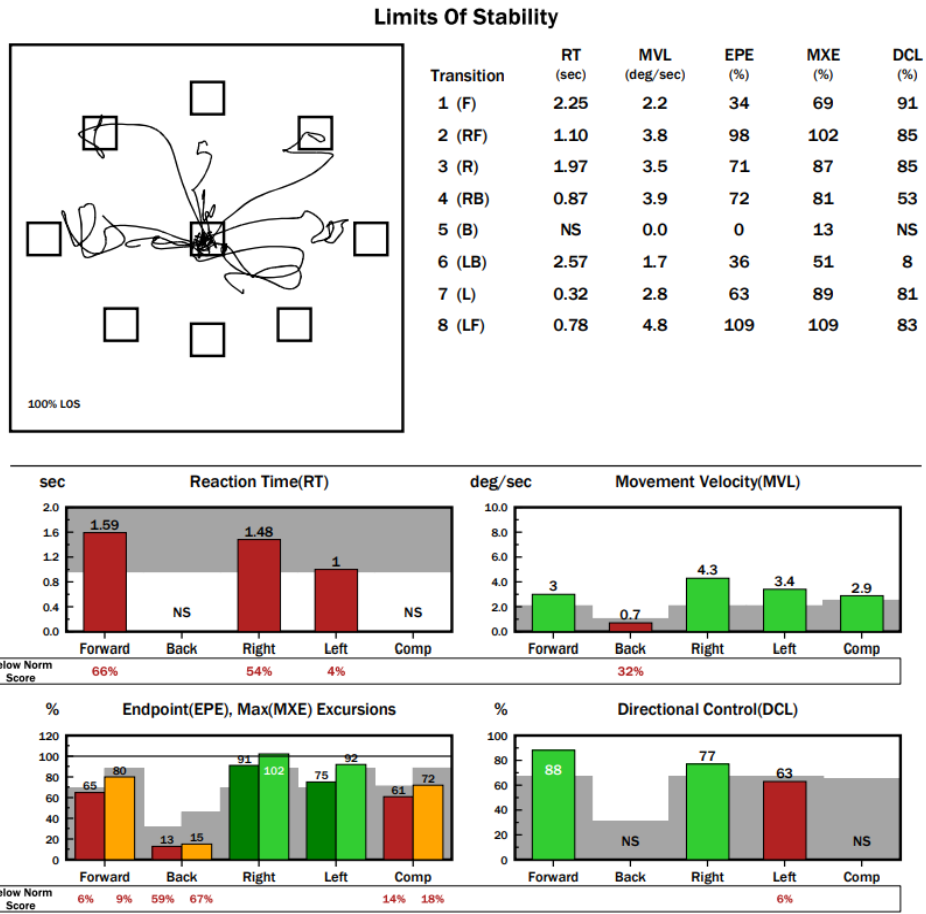 Limits Of Stability
100% LOS
RT MVL EPE MXE DCL
Transition (sec) (deg/sec) (%) (%) (%)
1 (F) 2.25 2.2 34 69 91
2 (RF) 1.10 3.8 98 102 85
3 (R) 1.97 3.5 71 87 85
4 (RB) 0.87 3.9 72 81 53
5 (B) NS 0.0 0 13 NS
6 (LB) 2.57 1.7 36 51 8
7 (L) 0.32 2.8 63 89 81
8 (LF) 0.78 4.8 109 109 83
sec Reaction Time(RT)
2.0
1.6
1.2
0.8
0.4
0.0
1.59 NS 1.48 1 NS
Forward Back Right Left Comp
elow Norm
Score
66% 54% 4%
deg/sec Movement Velocity(MVL)
10.0
8.0
6.0
4.0
2.0
0.0
3 0.7 4.3 3.4 2.9
Forward Back Right Left Comp
32%
% Endpoint(EPE), Max(MXE) Excursions
120
100
80
60
40
20
0
65 80 13 15 91 102 75 92 61 72
Forward Back Right Left Comp
elow Norm
Score
6% 9% 59% 67% 14% 18%
% Directional Control(DCL)
100
80
60
40
20
0
88 NS 77 63 NS
Forward Back Right Left Comp
6%